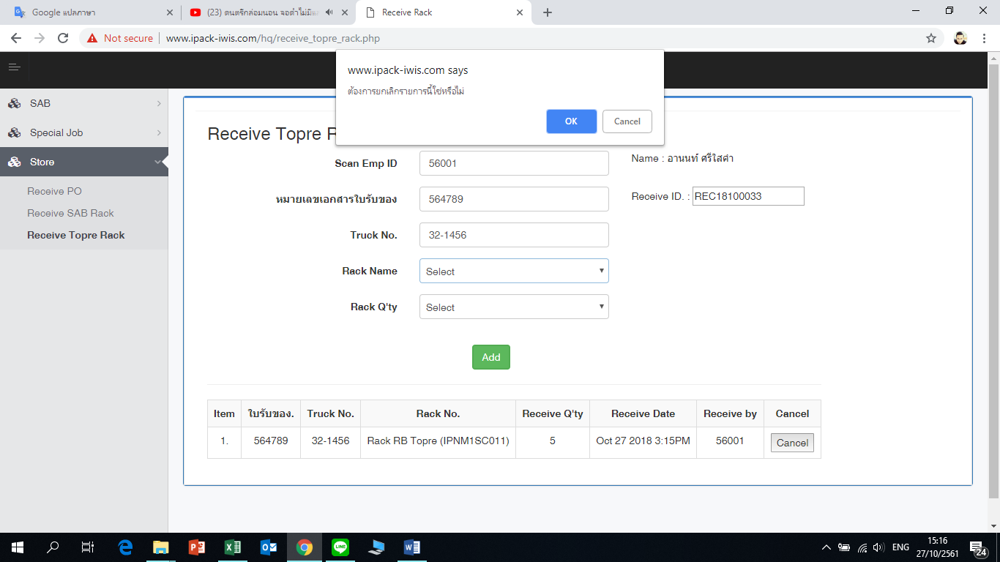 Google แปลภาษา
(23) ดนตรีกล่อมนอน จอดำไม่มีแ
Receive Rack
Not secure
www.ipack-iwis.com/hq/receive_topre_rack.php
www.ipack-iwis.com says
ต้องการยกเลิกรายการนี้ใช่หรือไม่
OK
Cancel
SAB
Special Job
Store
Receive PO
Receive SAB Rack
Receive Topre Rack
Receive Topre R
Scan Emp ID
56001
Name : อานนท์ ศรีใสคำ
หมายเลขเอกสารใบรับของ
564789
Receive ID. : REC18100033
Truck No.
32-1456
Rack Name
Select
Rack Q'ty
Select
Add
Item ใบรับของ. Truck No. Rack No. Receive Q'ty Receive Date Receive by Cancel
1. 564789 32-1456 Rack RB Topre (IPNM1SC011) 5 Oct 27 2018 3:15PM 56001 Cancel
ENG
15:16
27/10/2561
24